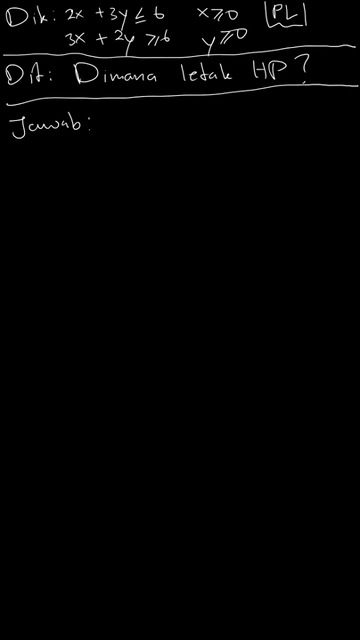 Dik: 2x + 3y ≤ 6 x ≥ 0 |PL|
3x + 2y ≥ 6 y ≥ 0
Dit: Dimana letak HP?
Jawab: